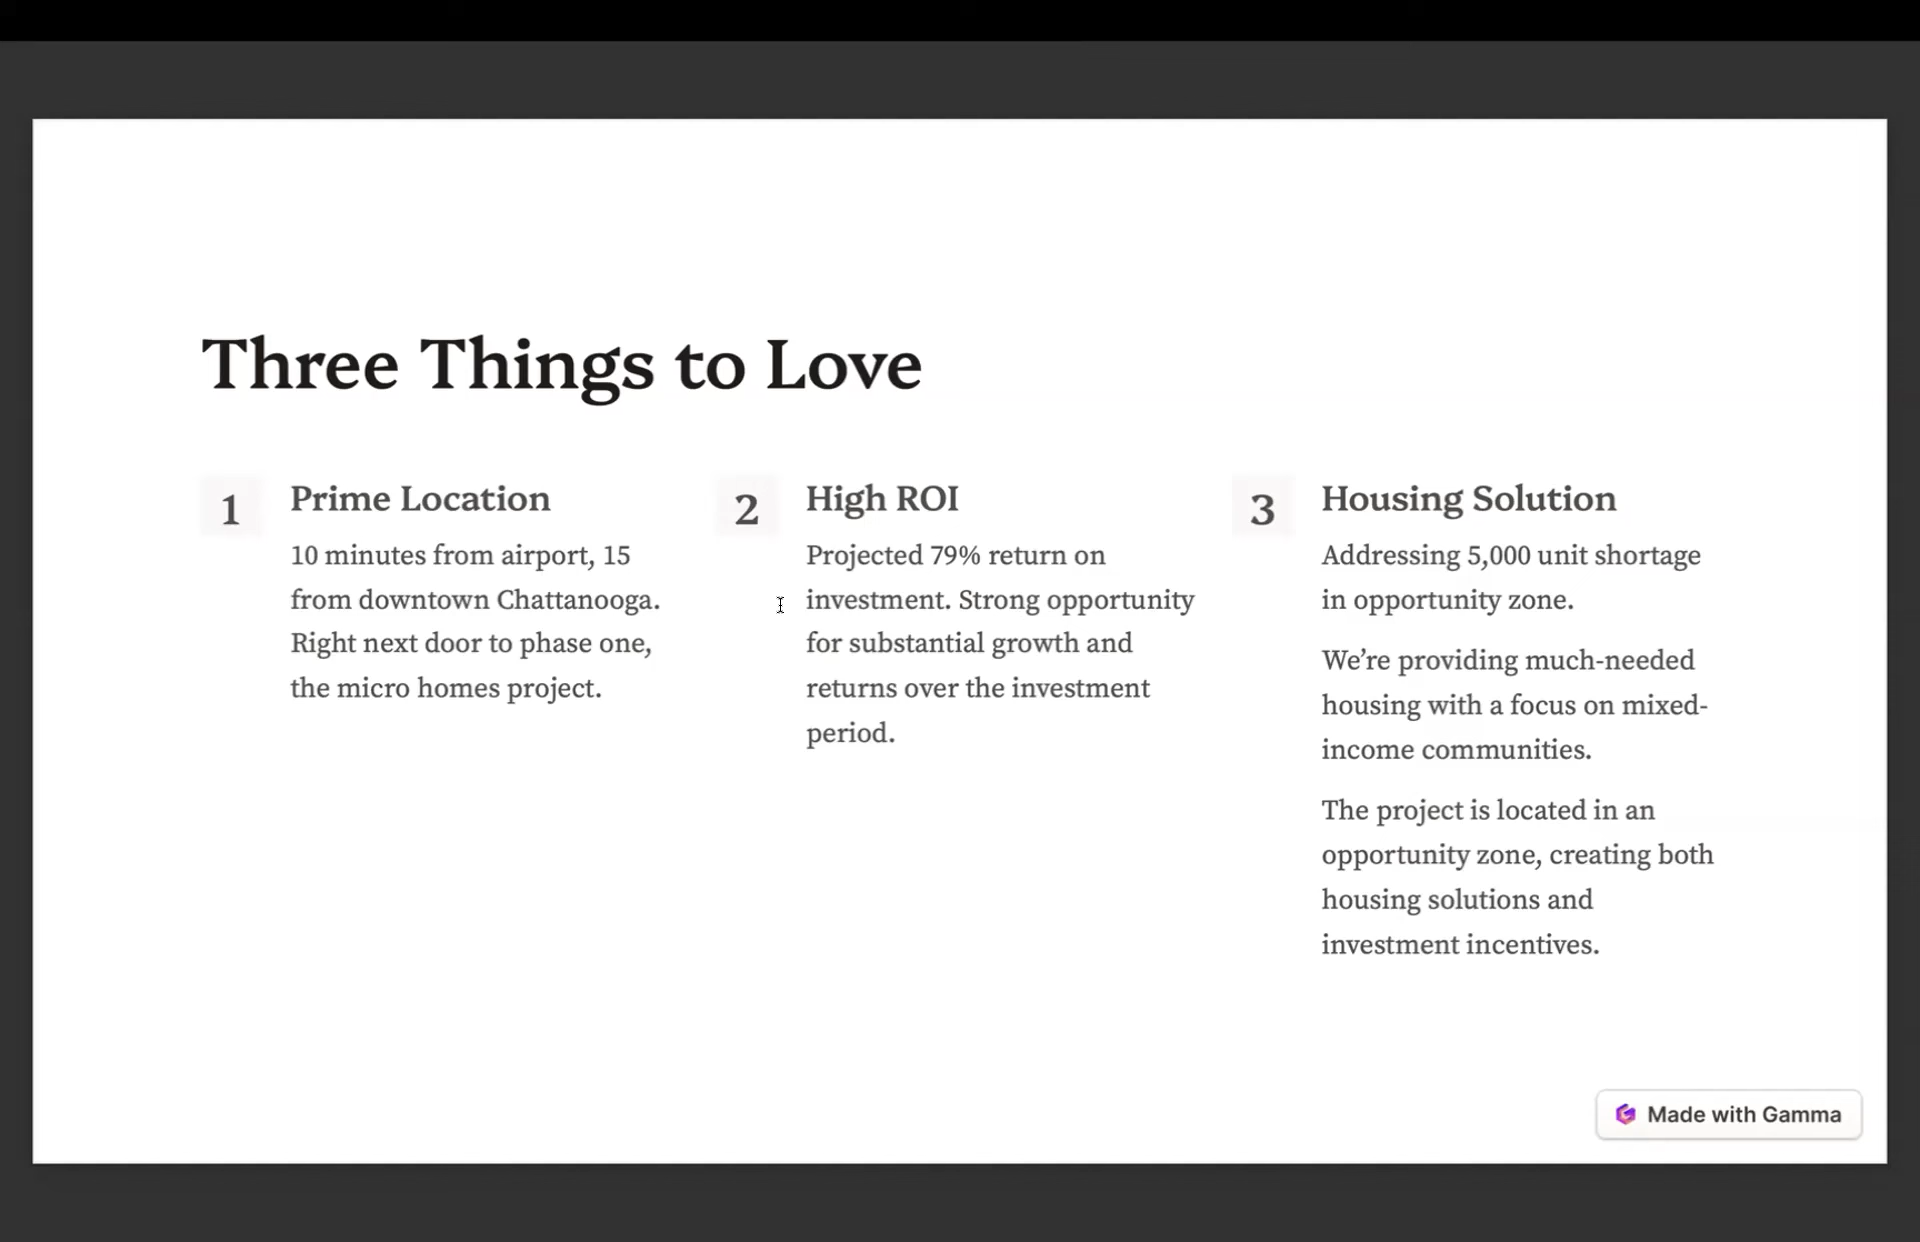 Three Things to Love
1
Prime Location
10 minutes from airport, 15
from downtown Chattanooga.
Right next door to phase one,
the micro homes project.
2
High ROI
Projected 79% return on
investment. Strong opportunity
for substantial growth and
returns over the investment
period.
3
Housing Solution
Addressing 5,000 unit shortage
in opportunity zone.
We’re providing much-needed
housing with a focus on mixed-
income communities.
The project is located in an
opportunity zone, creating both
housing solutions and
investment incentives.
Made with Gamma